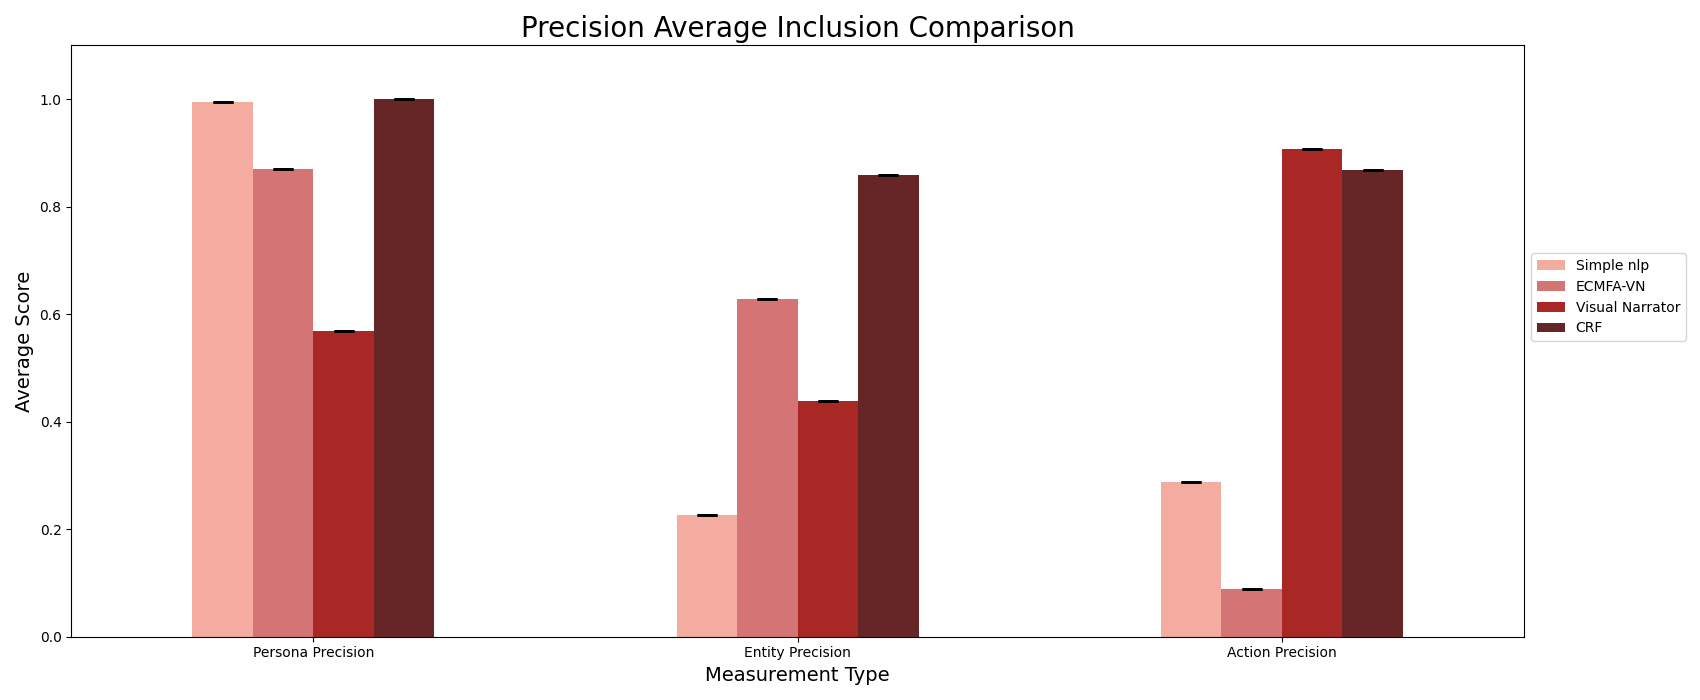 Precision Average Inclusion Comparison
Average Score
1.0
0.8
0.6
0.4
0.2
0.0
Persona Precision
Entity Precision
Action Precision
Measurement Type
Simple nlp
ECMFA-VN
Visual Narrator
CRF